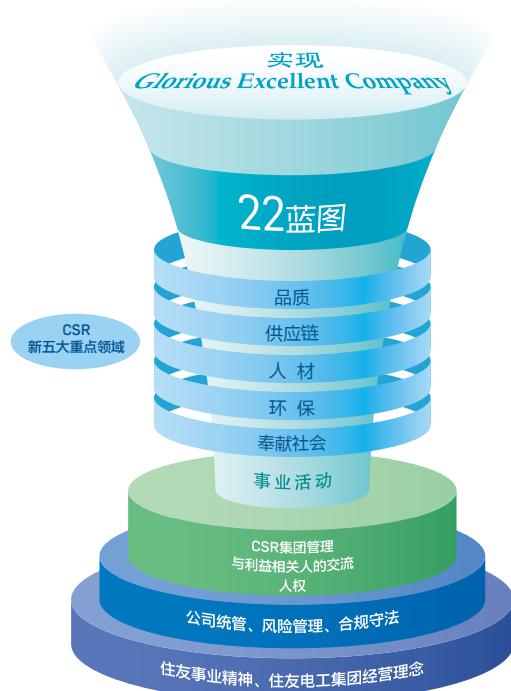 实现
Glorious Excellent Company
22蓝图
品质
CSR
新五大重点领域
供应链
人 材
环 保
奉献社会
事业活动
CSR集团管理
与利益相关人的交流
人权
公司统管、风险管理、合规守法
住友事业精神、住友电工集团经营理念